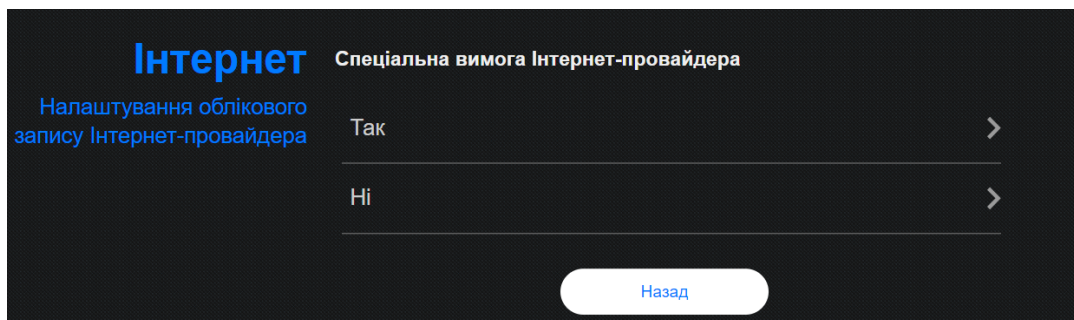 Інтернет
Налаштування облікового
запису Інтернет-провайдера
Спеціальна вимога Інтернет-провайдера
Так
Ні
Назад